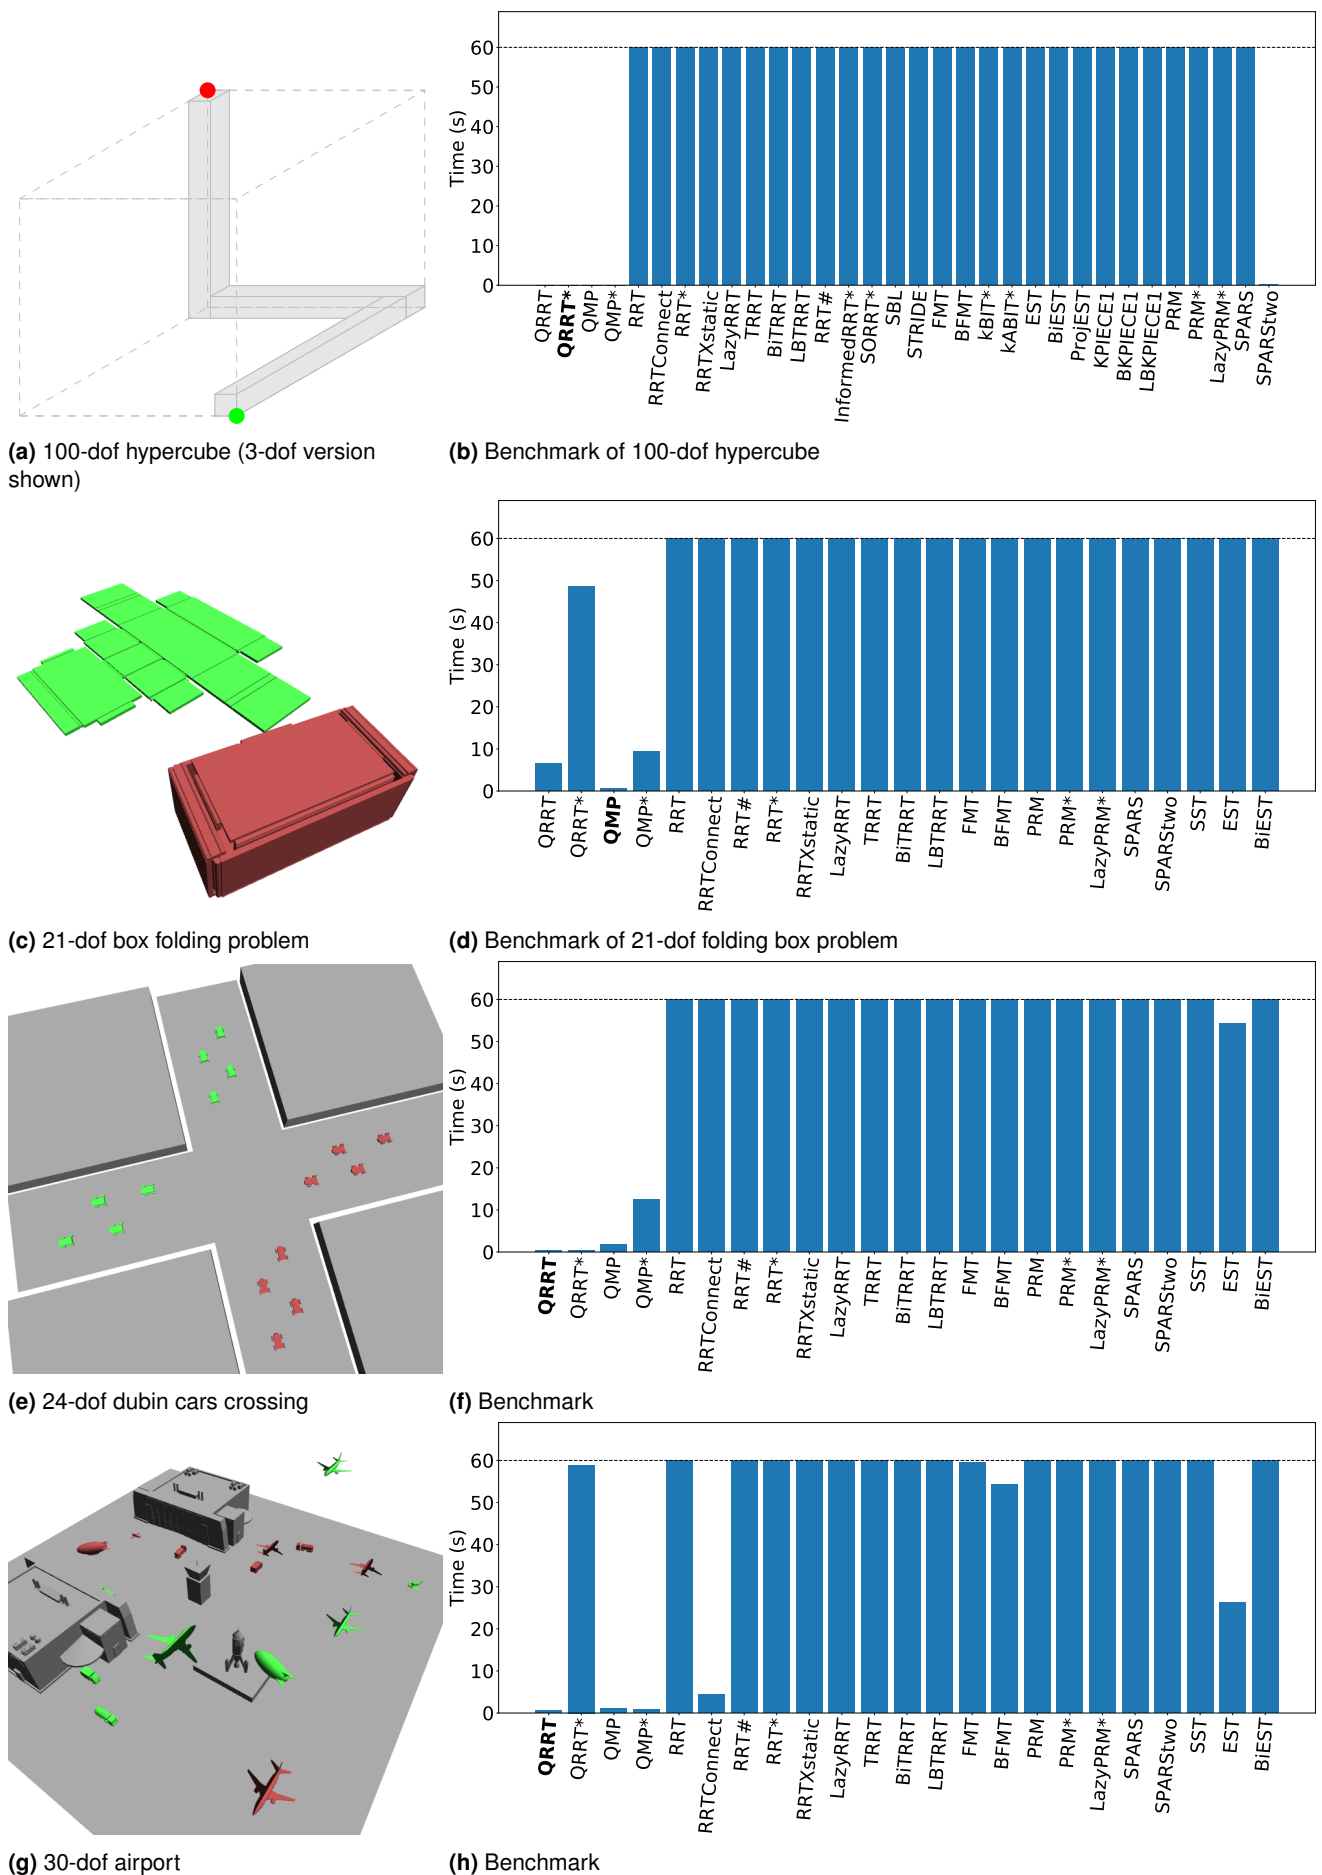 60
50
40
30
20
10
0
Time (s)
QRRT
QRRT*
QMP
QMP*
RRT
RRTConnect
RRT*
RRTXstatic
LazyRRT
TRRT
BiTRRT
LBTRRT
RRT#
InformedRRT*
SORRT*
SBL
STRIDE
FMT
BFMT
kBIT*
kABIT*
EST
BiEST
ProjEST
KPIECE1
BKPIECE1
LBKPIECE1
PRM
PRM*
LazyPRM*
SPARS
SPARStwo
(a) 100-dof hypercube (3-dof version
shown)
(b) Benchmark of 100-dof hypercube
60
50
40
30
20
10
0
Time (s)
QRRT
QRRT*
QMP
QMP*
RRT
RRTConnect
RRT#
RRT*
RRTXstatic
LazyRRT
TRRT
BiTRRT
LBTRRT
FMT
BFMT
PRM
PRM*
LazyPRM*
SPARS
SPARStwo
SST
EST
BiEST
(c) 21-dof box folding problem
(d) Benchmark of 21-dof folding box problem
60
50
40
30
20
10
0
Time (s)
QRRT
QRRT*
QMP
QMP*
RRT
RRTConnect
RRT#
RRT*
RRTXstatic
LazyRRT
TRRT
BiTRRT
LBTRRT
FMT
BFMT
PRM
PRM*
LazyPRM*
SPARS
SPARStwo
SST
EST
BiEST
(e) 24-dof dubin cars crossing
(f) Benchmark
60
50
40
30
20
10
0
Time (s)
QRRT
QRRT*
QMP
QMP*
RRT
RRTConnect
RRT#
RRT*
RRTXstatic
LazyRRT
TRRT
BiTRRT
LBTRRT
FMT
BFMT
PRM
PRM*
LazyPRM*
SPARS
SPARStwo
SST
EST
BiEST
(g) 30-dof airport
(h) Benchmark